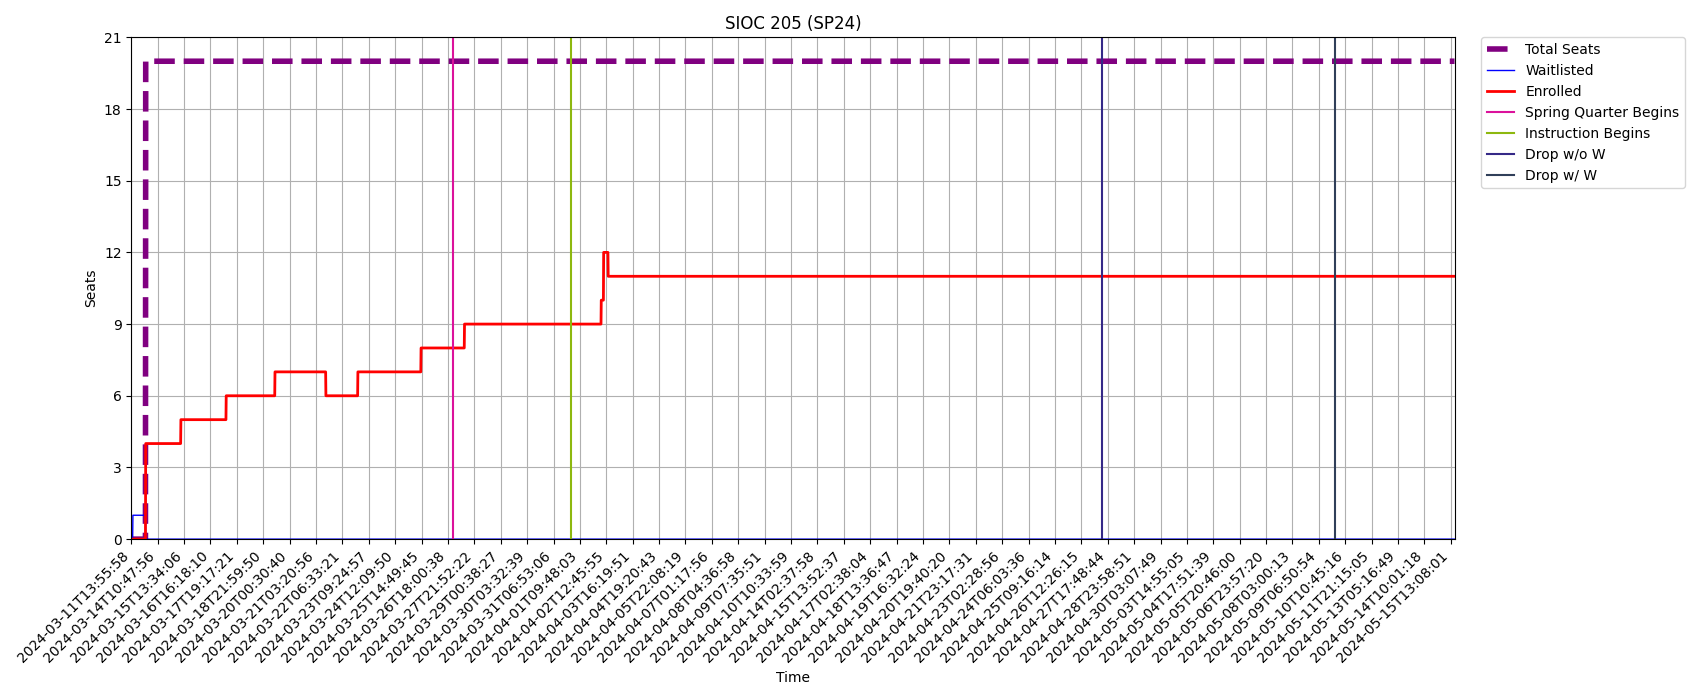 SIOC 205 (SP24)
21
18
15
12
9
6
3
0
Seats
Total Seats
Waitlisted
Enrolled
Spring Quarter Begins
Instruction Begins
Drop w/o W
Drop w/ W
2024-03-11T13:55:58
2024-03-14T10:47:56
2024-03-15T13:34:06
2024-03-16T16:18:10
2024-03-17T19:17:21
2024-03-18T21:59:50
2024-03-20T00:30:40
2024-03-21T03:20:56
2024-03-22T06:33:21
2024-03-23T09:24:57
2024-03-24T12:09:50
2024-03-25T14:49:45
2024-03-26T18:00:38
2024-03-27T21:52:22
2024-03-29T00:38:27
2024-03-30T03:32:39
2024-03-31T06:53:06
2024-04-01T09:48:03
2024-04-02T12:45:55
2024-04-03T16:19:51
2024-04-04T19:20:43
2024-04-05T22:08:19
2024-04-07T01:17:56
2024-04-08T04:36:58
2024-04-09T07:35:51
2024-04-10T10:33:59
2024-04-14T02:37:58
2024-04-15T13:52:37
2024-04-17T02:38:04
2024-04-18T13:36:47
2024-04-19T16:32:24
2024-04-20T19:40:20
2024-04-21T23:17:31
2024-04-23T02:28:56
2024-04-24T06:03:36
2024-04-25T09:16:14
2024-04-26T12:26:15
2024-04-27T17:48:44
2024-04-28T23:58:51
2024-04-30T03:07:49
2024-05-03T14:55:05
2024-05-04T17:51:39
2024-05-05T20:46:00
2024-05-06T23:57:20
2024-05-08T03:00:13
2024-05-09T06:50:54
2024-05-10T10:45:16
2024-05-11T21:15:05
2024-05-13T05:16:49
2024-05-14T10:01:18
2024-05-15T13:08:01
Time